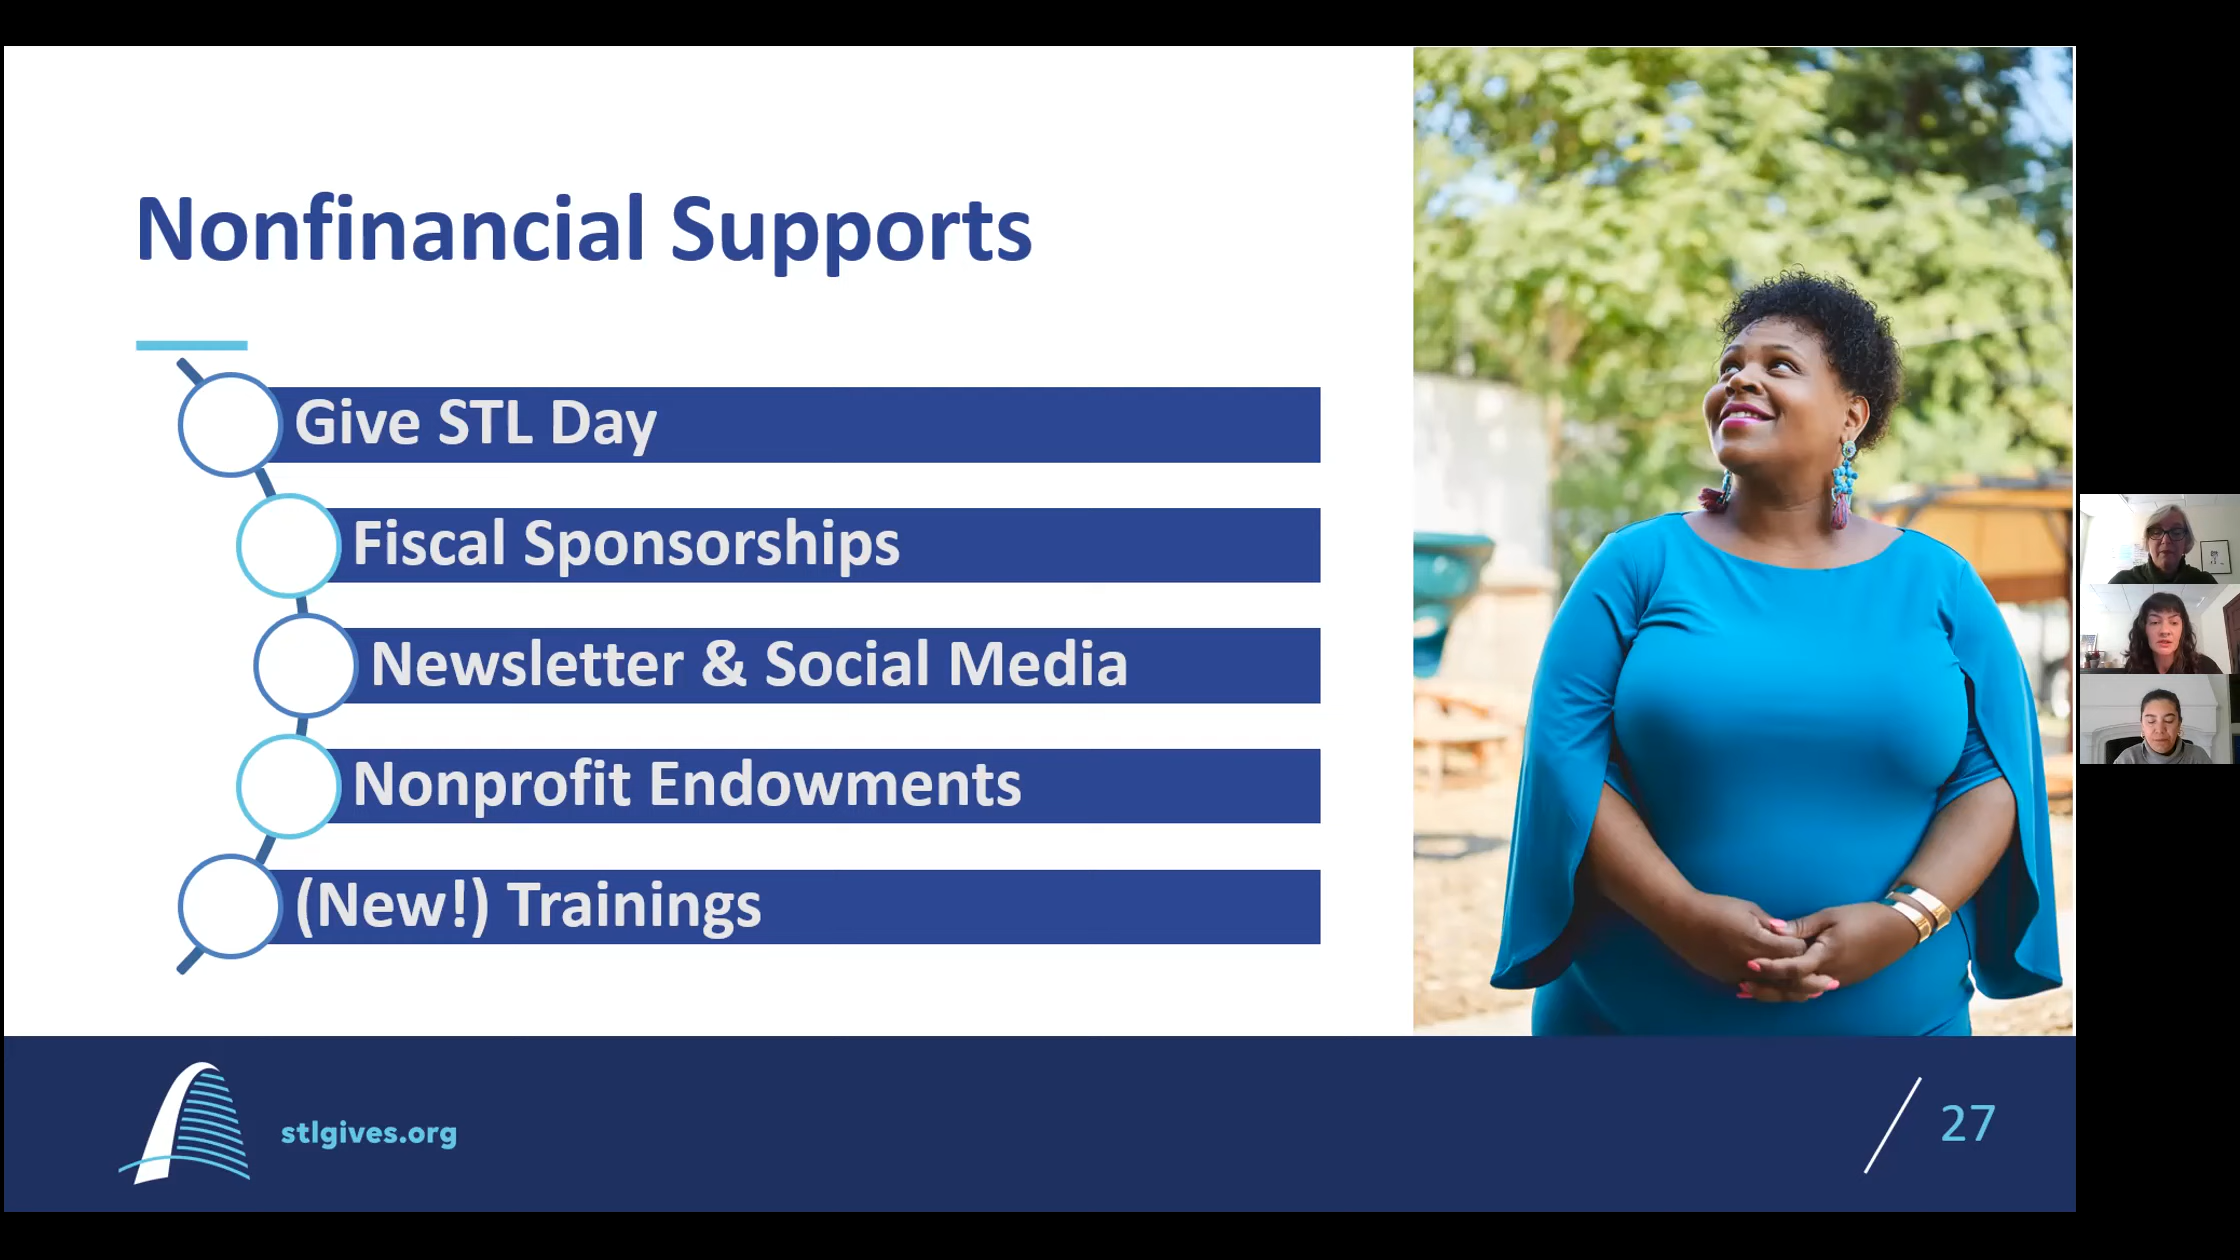 Nonfinancial Supports
Give STL Day
Fiscal Sponsorships
Newsletter & Social Media
Nonprofit Endowments
(New!) Trainings
stlgives.org
27